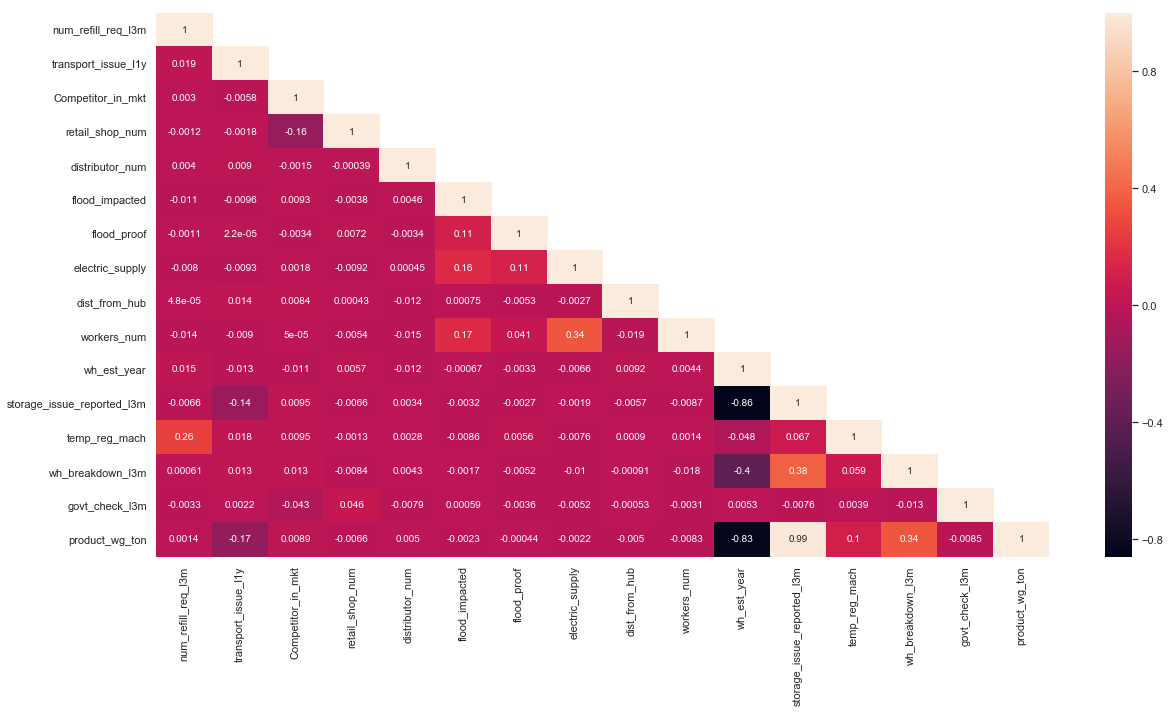 num_refill_req_l3m 1
transport_issue_l1y 0.019 1
Competitor_in_mkt 0.003 -0.0058 1
retail_shop_num -0.0012 -0.0018 -0.16 1
distributor_num 0.004 0.009 -0.0015 -0.00039 1
flood_impacted -0.011 -0.0096 0.0093 -0.0038 0.0046 1
flood_proof -0.0011 2.2e-05 -0.0034 0.0072 -0.0034 0.11 1
electric_supply -0.008 -0.0093 0.0018 -0.0092 0.00045 0.16 0.11 1
dist_from_hub 4.8e-05 0.014 0.0084 0.00043 -0.012 0.00075 -0.0053 -0.0027 1
workers_num -0.014 -0.009 5e-05 -0.0054 -0.015 0.17 0.041 0.34 -0.019 1
wh_est_year 0.015 -0.013 -0.011 0.0057 -0.012 -0.00067 -0.0033 -0.0066 0.0092 0.0044 1
storage_issue_reported_l3m -0.0066 -0.14 0.0095 -0.0066 0.0034 -0.0032 -0.0027 -0.0019 -0.0057 -0.0087 -0.86 1
temp_reg_mach 0.26 0.018 0.0095 -0.0013 0.0028 -0.0086 0.0056 -0.0076 0.0009 0.0014 -0.048 0.067 1
wh_breakdown_l3m 0.00061 0.013 0.013 -0.0084 0.0043 -0.0017 -0.0052 -0.01 -0.00091 -0.018 -0.4 0.38 0.059 1
govt_check_l3m -0.0033 0.0022 -0.043 0.046 -0.0079 0.00059 -0.0036 -0.0052 -0.00053 -0.0031 0.0053 -0.0076 0.0039 -0.013 1
product_wg_ton 0.0014 -0.17 0.0089 -0.0066 0.005 -0.0023 -0.00044 -0.0022 -0.005 -0.0083 -0.83 0.99 0.1 0.34 -0.0085 1
num_refill_req_l3m
transport_issue_l1y
Competitor_in_mkt
retail_shop_num
distributor_num
flood_impacted
flood_proof
electric_supply
dist_from_hub
workers_num
wh_est_year
storage_issue_reported_l3m
temp_reg_mach
wh_breakdown_l3m
govt_check_l3m
product_wg_ton
0.8
0.4
0.0
−0.4
−0.8